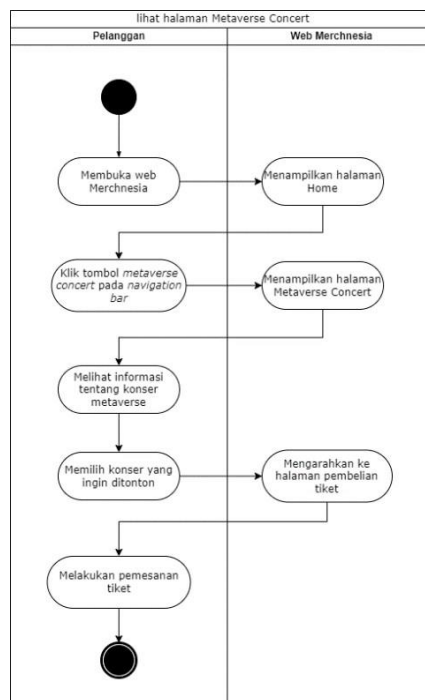 lihat halaman Metaverse Concert
Pelanggan
Web Merchnesia
Membuka web
Merchnesia
Menampilkan halaman
Home
Klik tombol metaverse
concert pada navigation
bar
Menampilkan halaman
Metaverse Concert
Melihat informasi
tentang konser
metaverse
Memilih konser yang
ingin ditonton
Mengarahkan ke
halaman pembelian
tiket
Melakukan pemesanan
tiket